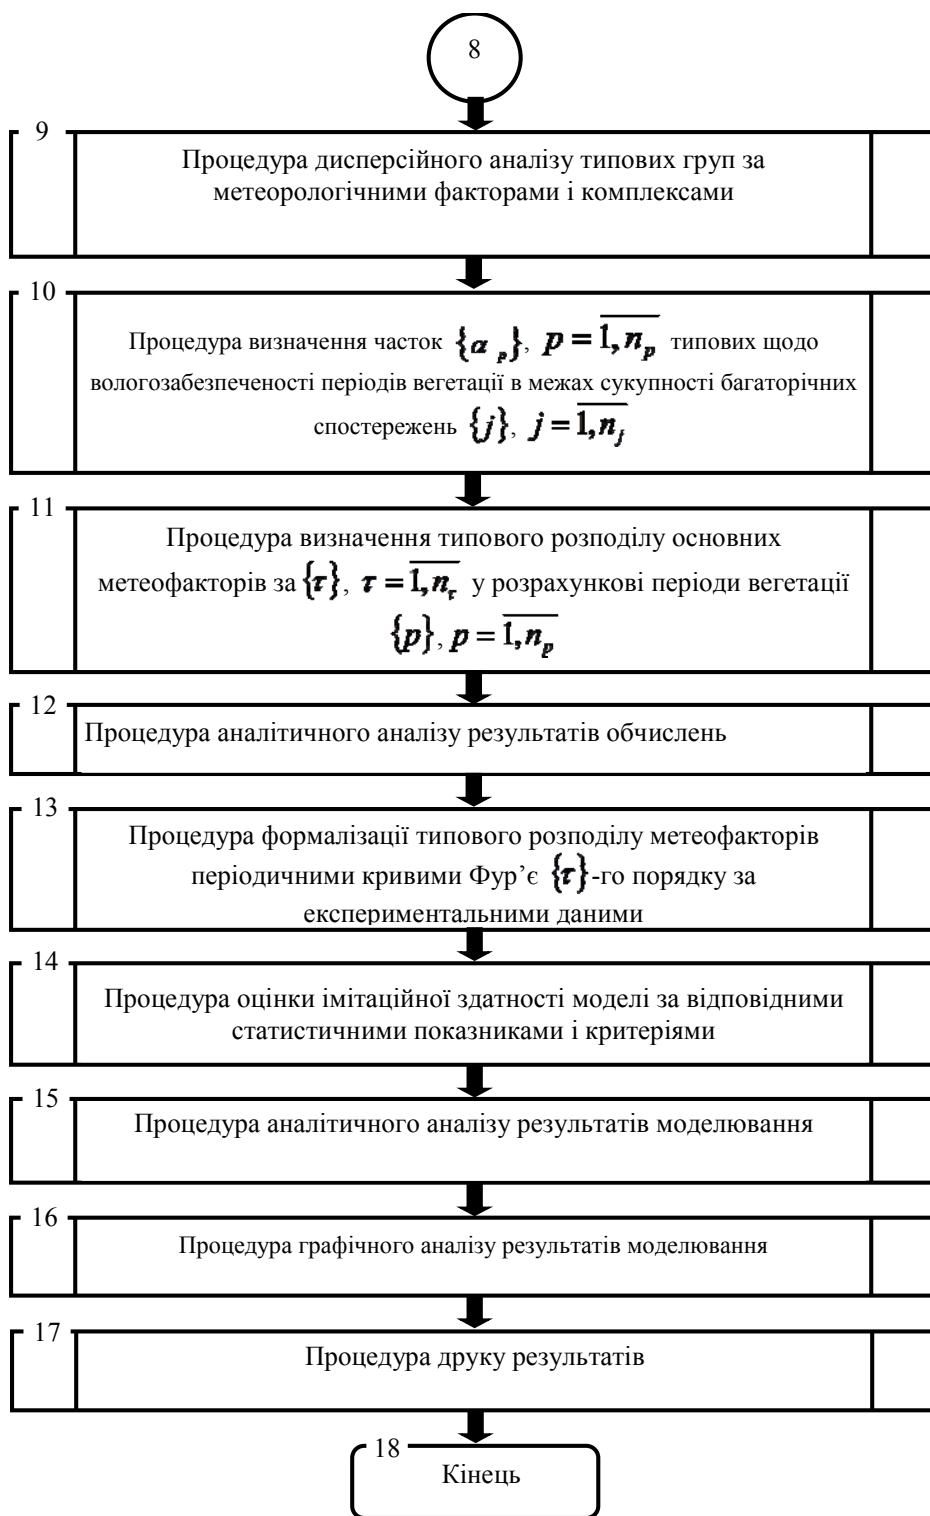 8
9
Процедура дисперсійного аналізу типових груп за
метеорологічними факторами і комплексами
10
Процедура визначення часток {α p}, p = \overline{1, n_p} типових щодо
вологозабезпеченості періодів вегетації в межах сукупності багаторічних
спостережень {j}, j = \overline{1, n_j}
11
Процедура визначення типового розподілу основних
метеофакторів за {τ}, τ = \overline{1, n_τ} у розрахункові періоди вегетації
{p}, p = \overline{1, n_p}
12
Процедура аналітичного аналізу результатів обчислень
13
Процедура формалізації типового розподілу метеофакторів
періодичними кривими Фур’є {τ}-го порядку за
експериментальними даними
14
Процедура оцінки імітаційної здатності моделі за відповідними
статистичними показниками і критеріями
15
Процедура аналітичного аналізу результатів моделювання
16
Процедура графічного аналізу результатів моделювання
17
Процедура друку результатів
18
Кінець